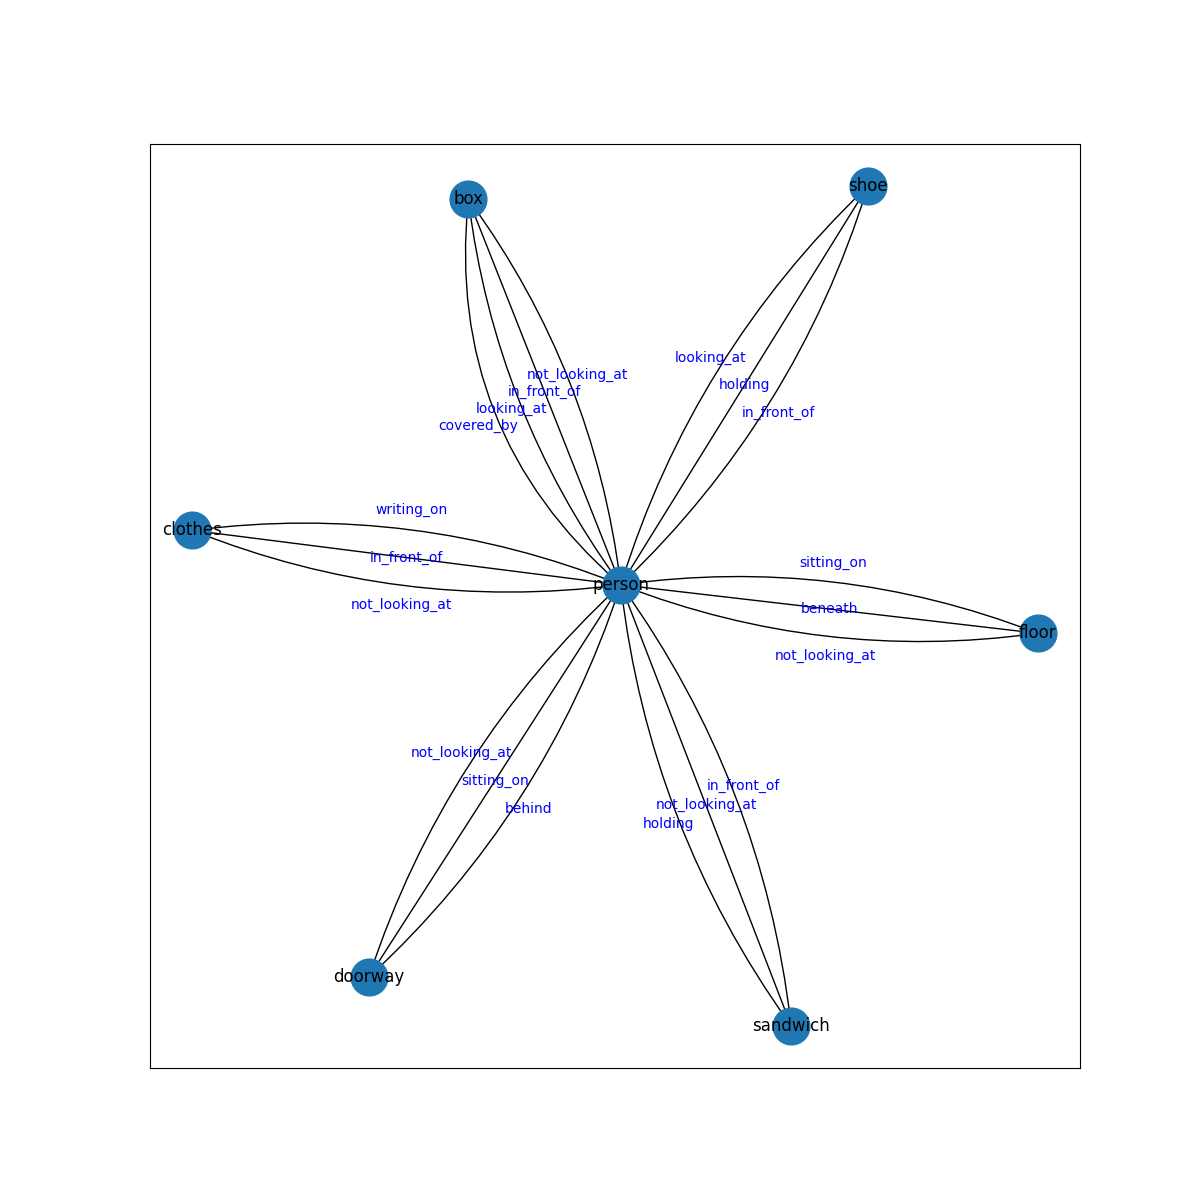 shoe
box
looking_at
not_looking_at
holding
in_front_of
looking_at
in_front_of
covered_by
writing_on
clothes
in_front_of
sitting_on
person
not_looking_at
beneath
floor
not_looking_at
not_looking_at
sitting_on
in_front_of
not_looking_at
behind
holding
doorway
sandwich